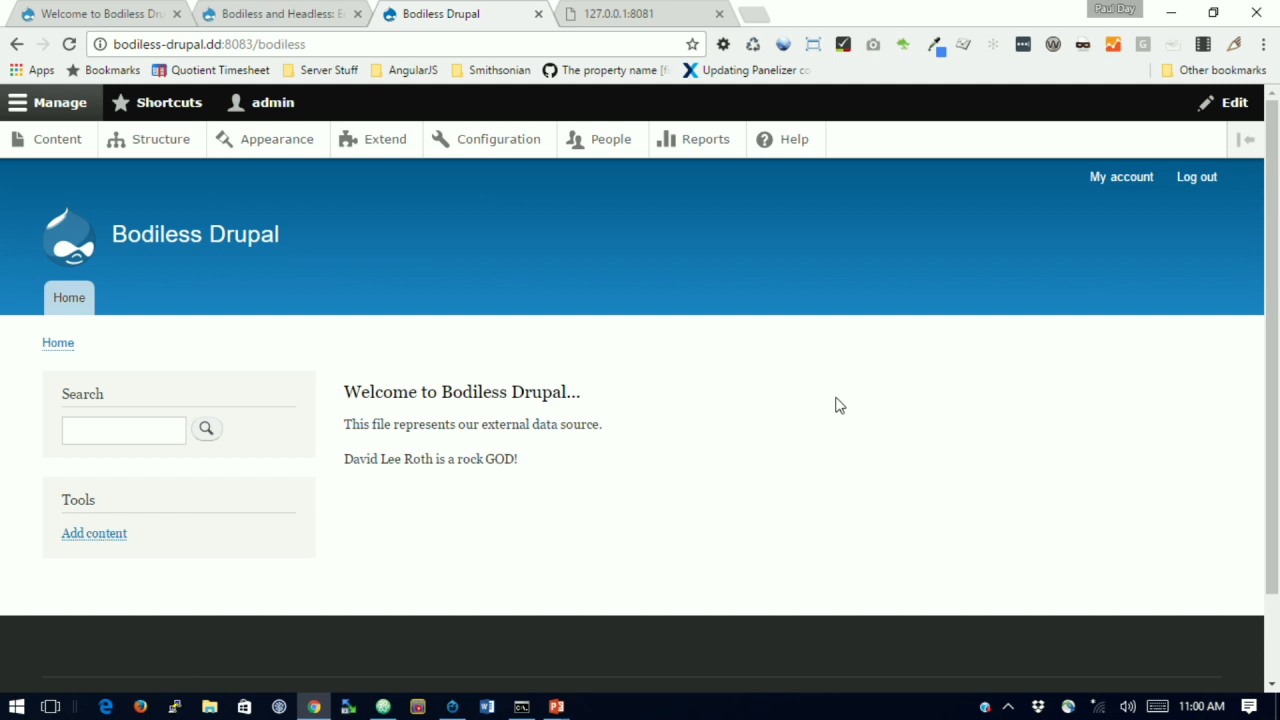 Paul Day
Welcome to Bodiless Dru
Bodiless and Headless: E
Bodiless Drupal
127.0.0.1:8081
bodiless-drupal.dd:8083/bodiless
Apps
Bookmarks
Quotient Timesheet
Server Stuff
AngularJS
Smithsonian
The property name [f
Updating Panelizer co
Other bookmarks
Manage
Shortcuts
admin
Edit
Content
Structure
Appearance
Extend
Configuration
People
Reports
Help
My account
Log out
Bodiless Drupal
Home
Home
Search
Welcome to Bodiless Drupal...
This file represents our external data source.
David Lee Roth is a rock GOD!
Tools
Add content
11:00 AM